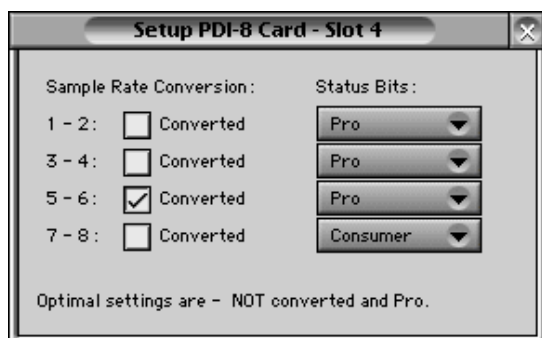 Setup PDI-8 Card - Slot 4
Sample Rate Conversion: Status Bits:
1 - 2: Converted Pro
3 - 4: Converted Pro
5 - 6: Converted Pro
7 - 8: Converted Consumer
Optimal settings are - NOT converted and Pro.